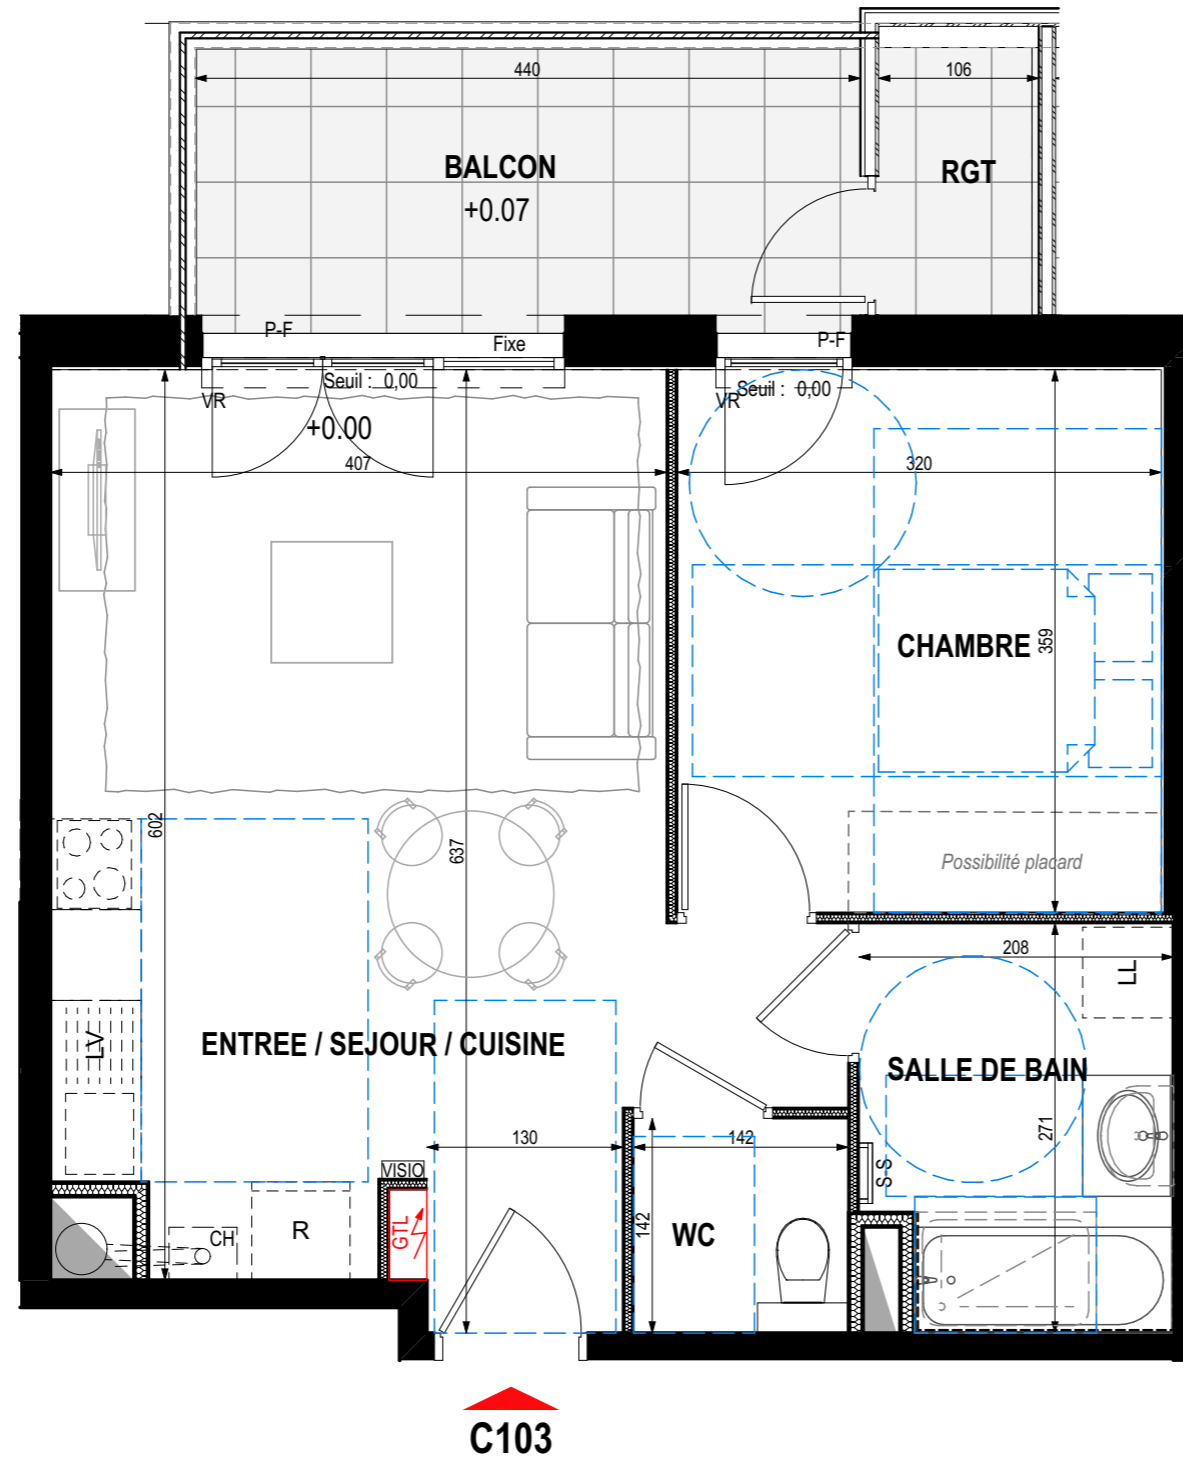 440
106
BALCON
+0.07
RGT
P-F
Fixe
P-F
Seuil : 0,00
VR
+0.00
Seuil : 0,00
VR
407
320
CHAMBRE
359
602
637
Possibilité placard
208
LL
LV
ENTREE / SEJOUR / CUISINE
SALLE DE BAIN
271
130
142
VISIO
SS
142
WC
GTL
CH
R
C103